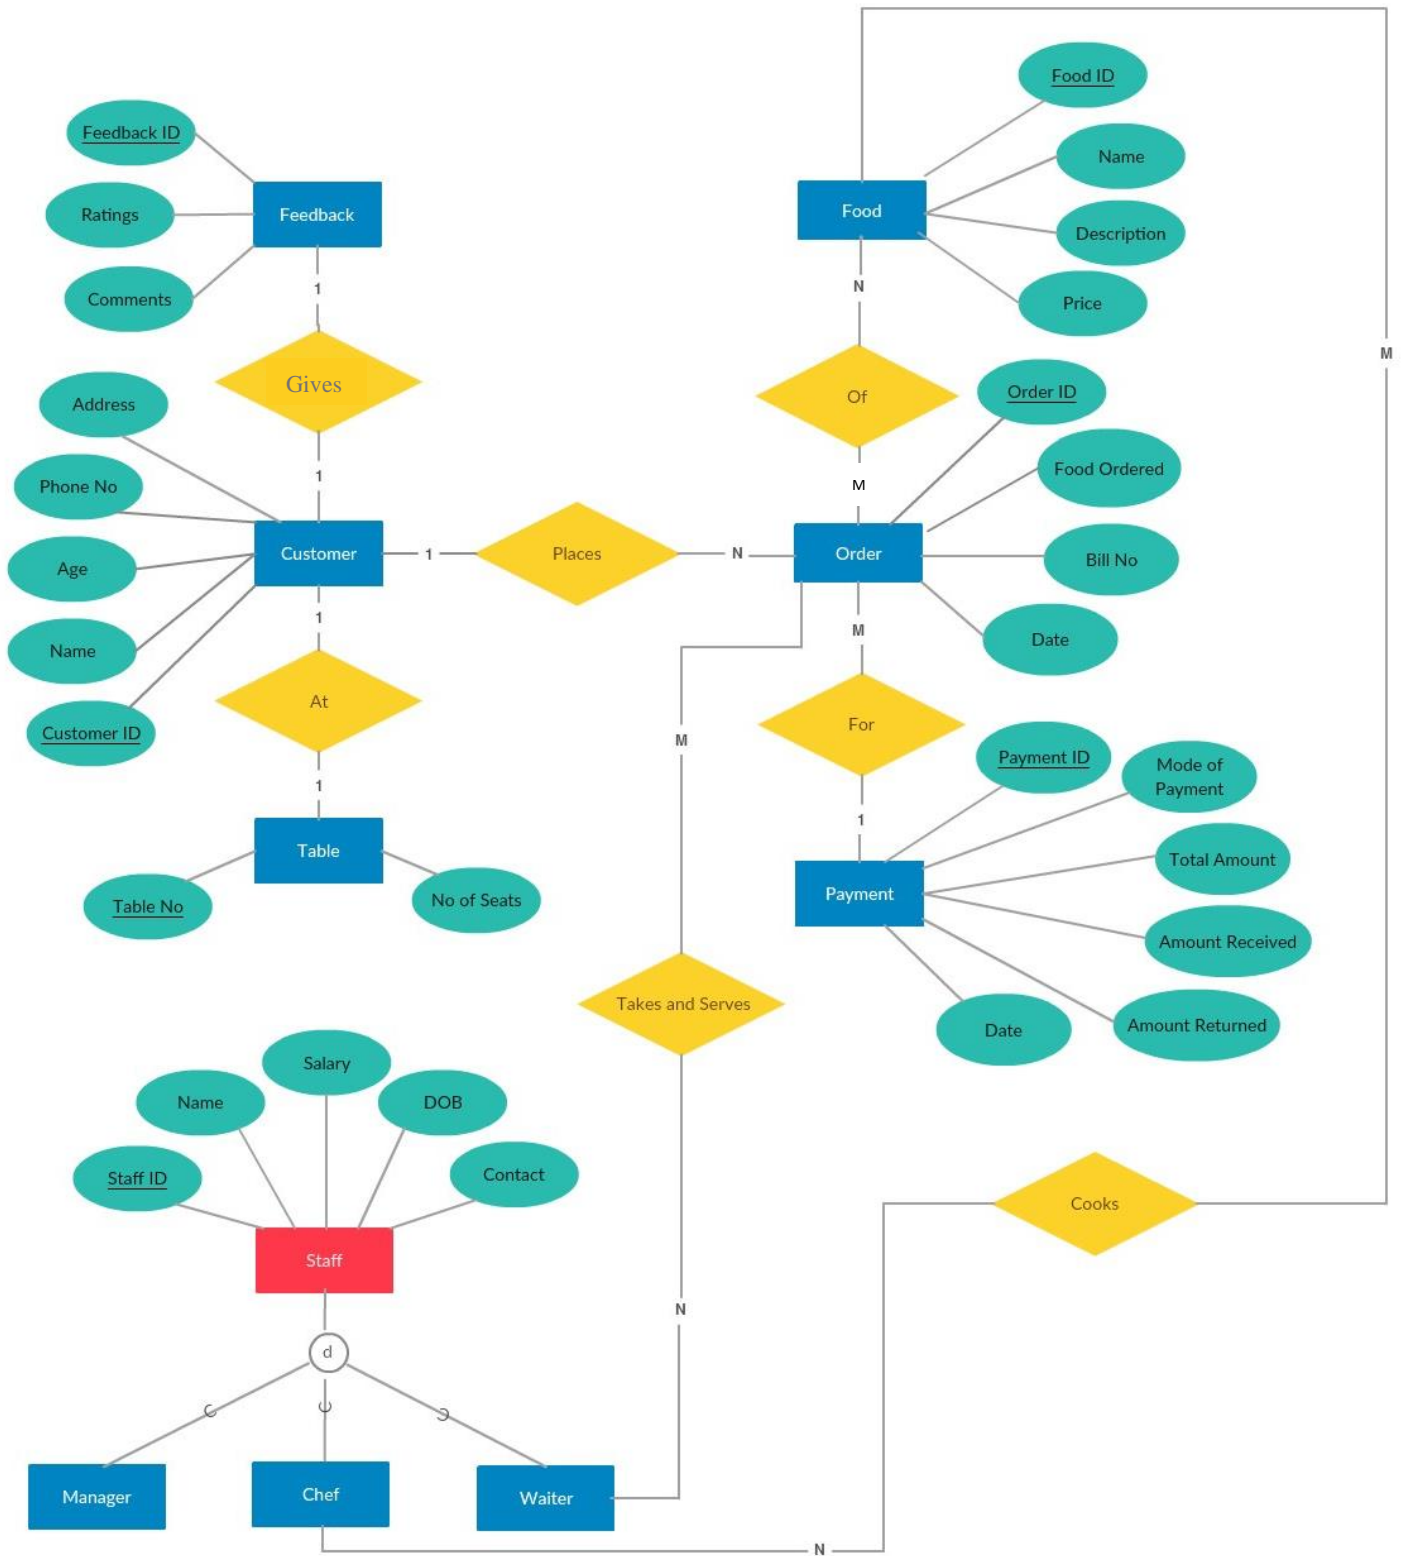 Food ID
Feedback ID
Name
Ratings
Feedback
Food
Description
Comments
1
N
Price
M
Gives
Of
Order ID
Address
1
M
Food Ordered
Phone No
Customer
1
Places
N
Order
Bill No
Age
1
M
Date
Name
At
For
Customer ID
M
Payment ID
Mode of
Payment
1
1
Table
Total Amount
Table No
No of Seats
Payment
Amount Received
Takes and Serves
Date
Amount Returned
Salary
Name
DOB
Staff ID
Contact
Cooks
Staff
N
d
Manager
Chef
Waiter
N